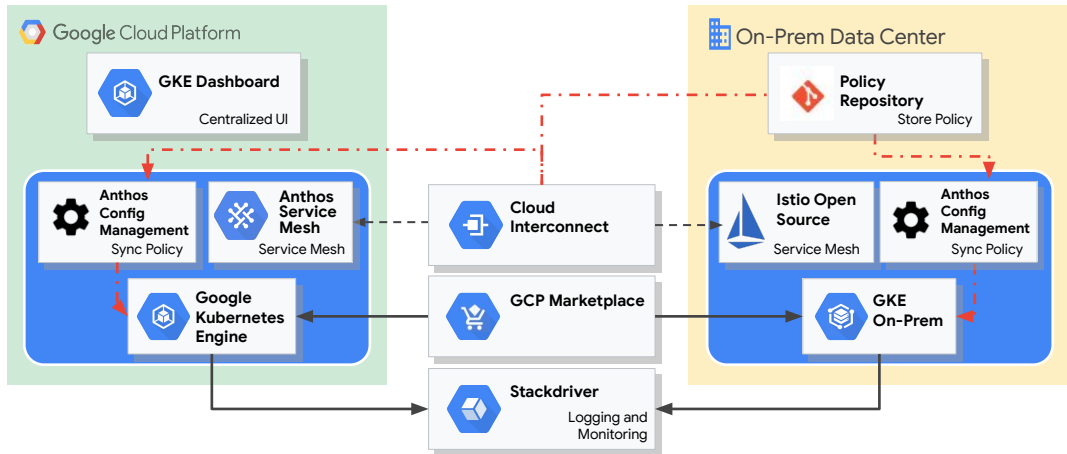 Google Cloud Platform
On-Prem Data Center
GKE Dashboard
Centralized UI
Policy
Repository
Store Policy
Anthos
Config
Management
Sync Policy
Anthos
Service
Mesh
Service Mesh
Cloud
Interconnect
Istio Open
Source
Service Mesh
Anthos
Config
Management
Sync Policy
Google
Kubernetes
Engine
GCP Marketplace
GKE
On-Prem
Stackdriver
Logging and
Monitoring